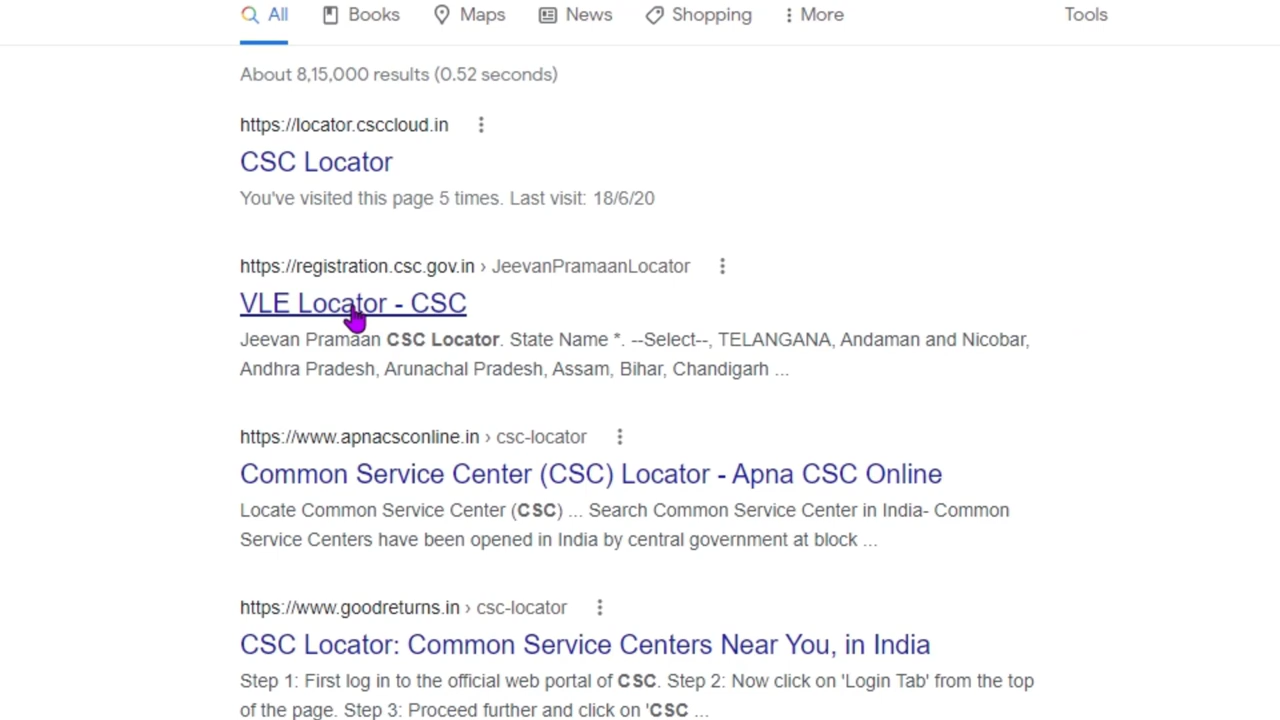 All Books Maps News Shopping More Tools
About 8,15,000 results (0.52 seconds)
https://locator.csccloud.in
CSC Locator
You've visited this page 5 times. Last visit: 18/6/20
https://registration.csc.gov.in › JeevanPramaanLocator
VLE Locator - CSC
Jeevan Pramaan CSC Locator. State Name *. --Select--, TELANGANA, Andaman and Nicobar,
Andhra Pradesh, Arunachal Pradesh, Assam, Bihar, Chandigarh ...
https://www.apnacsconline.in › csc-locator
Common Service Center (CSC) Locator - Apna CSC Online
Locate Common Service Center (CSC) ... Search Common Service Center in India- Common
Service Centers have been opened in India by central government at block ...
https://www.goodreturns.in › csc-locator
CSC Locator: Common Service Centers Near You, in India
Step 1: First log in to the official web portal of CSC. Step 2: Now click on 'Login Tab' from the top
of the page. Step 3: Proceed further and click on 'CSC ...